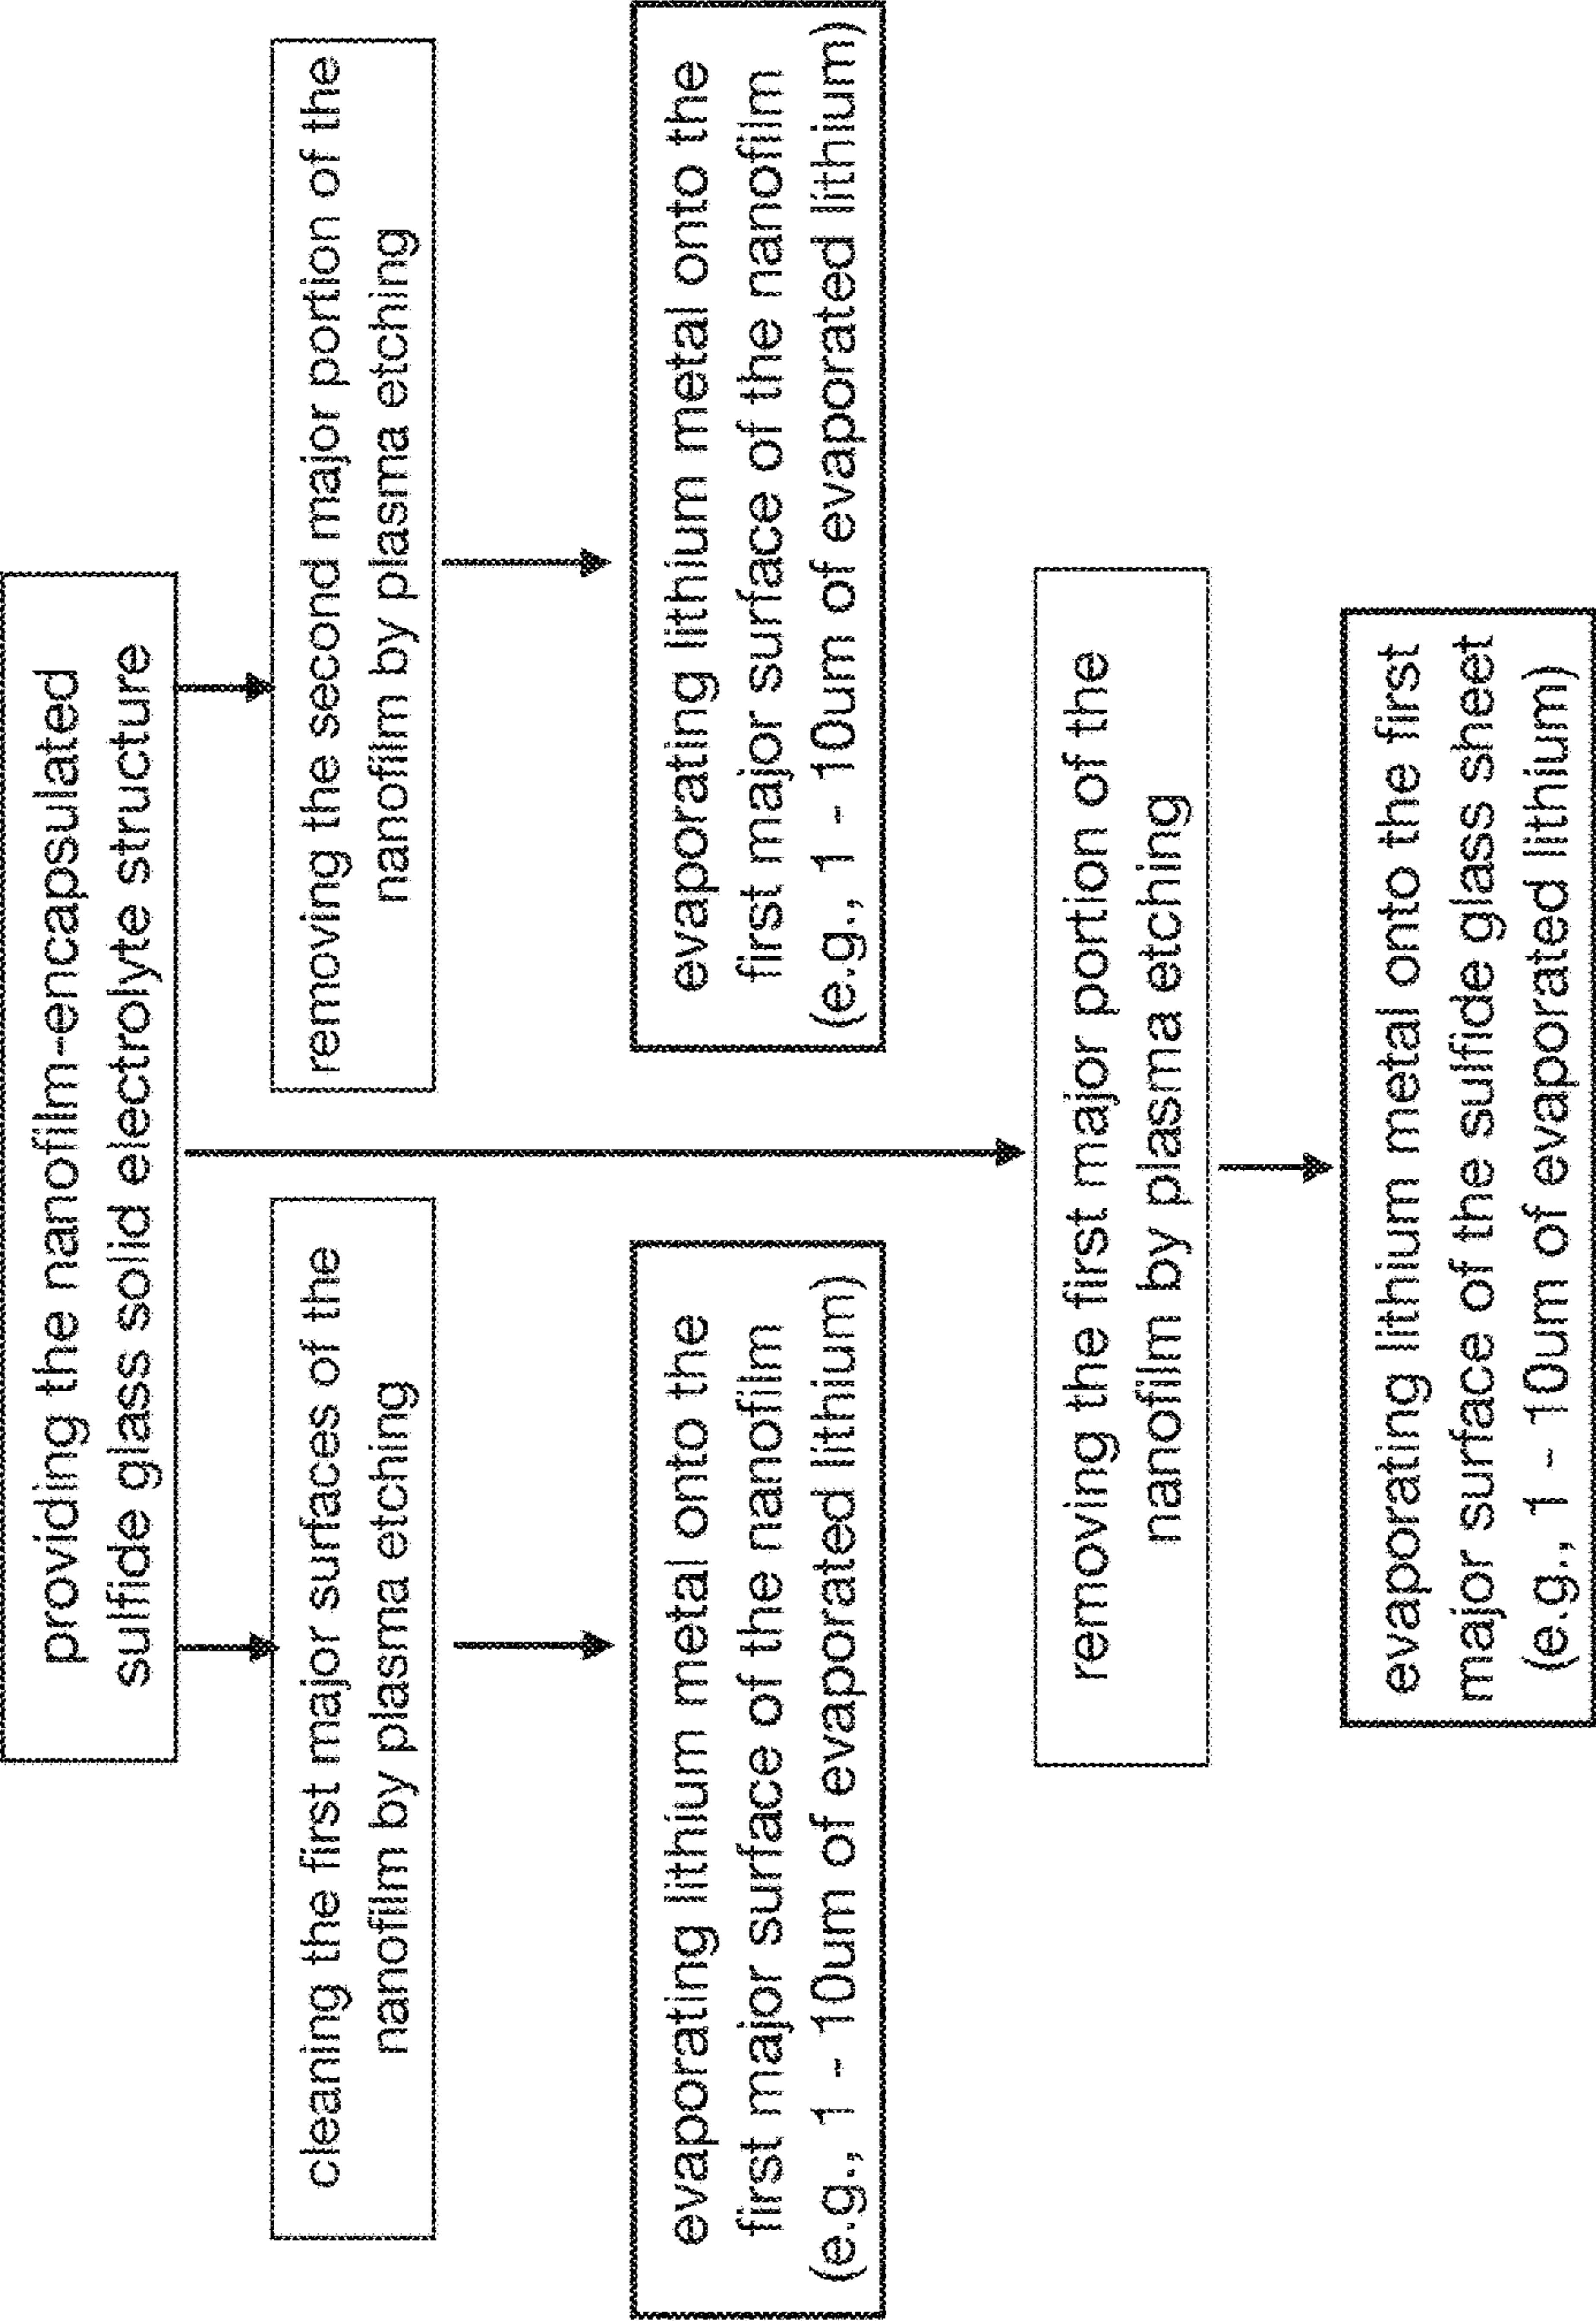 providing the nanofilm-encapsulated
sulfide glass solid electrolyte structure
cleaning the first major surfaces of the
nanofilm by plasma etching
removing the second major portion of the
nanofilm by plasma etching
evaporating lithium metal onto the
first major surface of the nanofilm
(e.g., 1 - 10um of evaporated lithium)
evaporating lithium metal onto the
first major surface of the nanofilm
(e.g., 1 - 10um of evaporated lithium)
removing the first major portion of the
nanofilm by plasma etching
evaporating lithium metal onto the first
major surface of the sulfide glass sheet
(e.g., 1 - 10um of evaporated lithium)